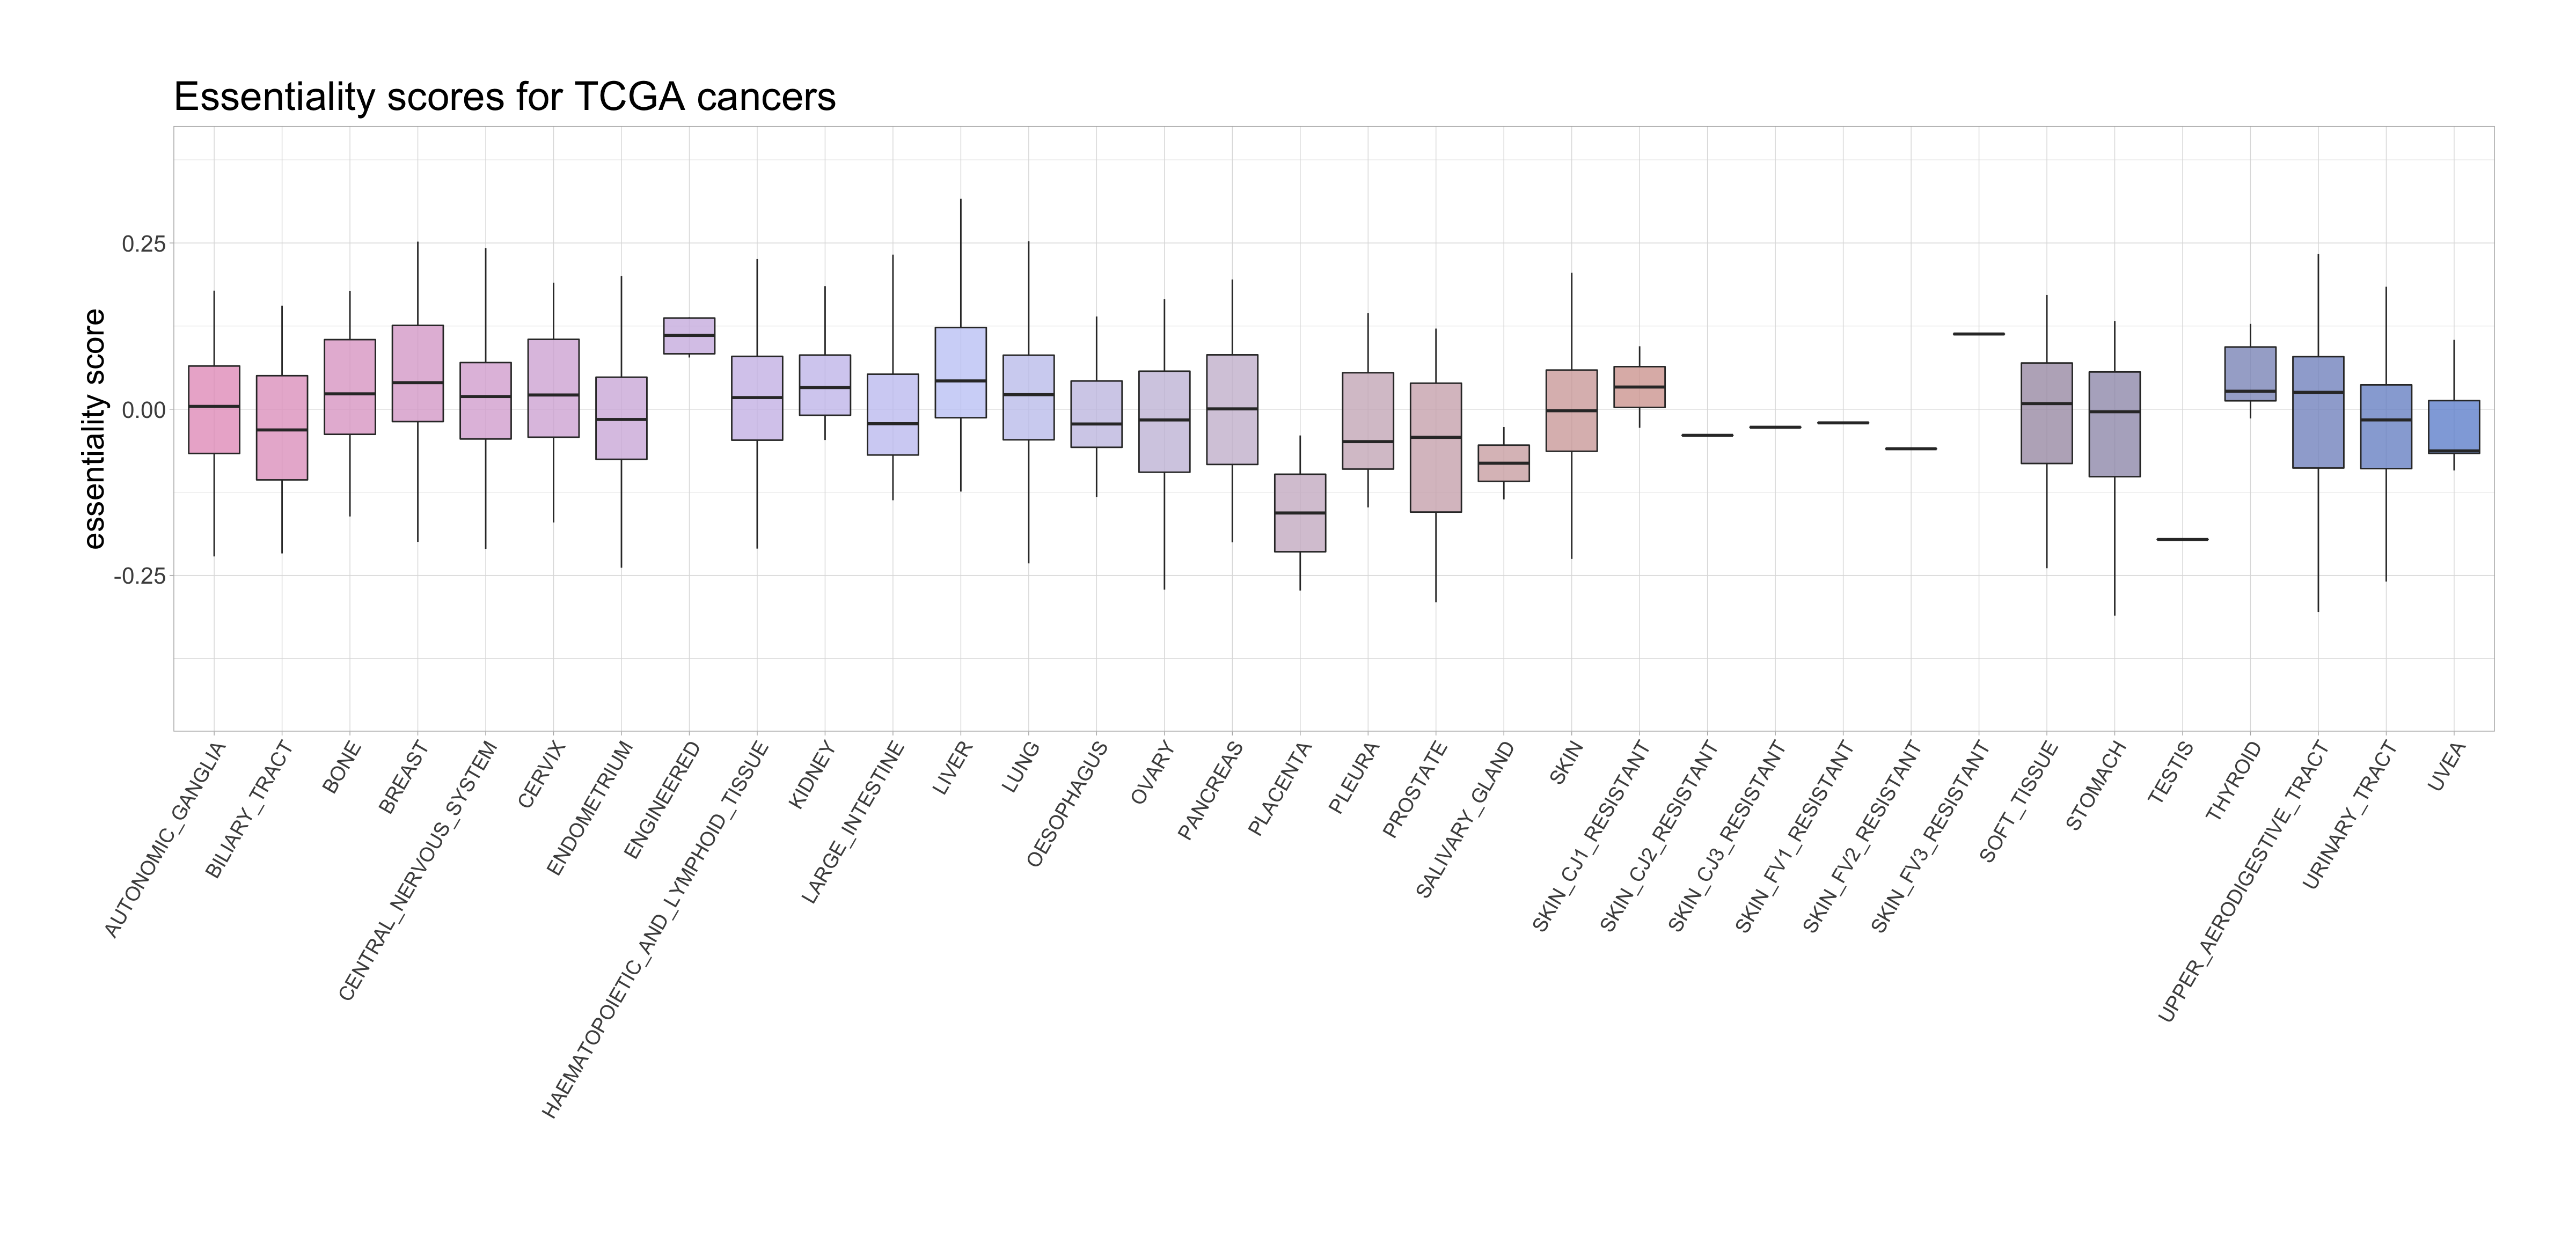 Essentiality scores for TCGA cancers
essentiality score
0.25
0.00
-0.25
AUTONOMIC_GANGLIA
BILIARY_TRACT
BONE
BREAST
CENTRAL_NERVOUS_SYSTEM
CERVIX
ENDOMETRIUM
ENGINEERED
HAEMATOPOIETIC_AND_LYMPHOID_TISSUE
KIDNEY
LARGE_INTESTINE
LIVER
LUNG
OESOPHAGUS
OVARY
PANCREAS
PLACENTA
PLEURA
PROSTATE
SALIVARY_GLAND
SKIN
SKIN_CJ1_RESISTANT
SKIN_CJ2_RESISTANT
SKIN_CJ3_RESISTANT
SKIN_FV1_RESISTANT
SKIN_FV2_RESISTANT
SKIN_FV3_RESISTANT
SOFT_TISSUE
STOMACH
TESTIS
THYROID
UPPER_AERODIGESTIVE_TRACT
URINARY_TRACT
UVEA